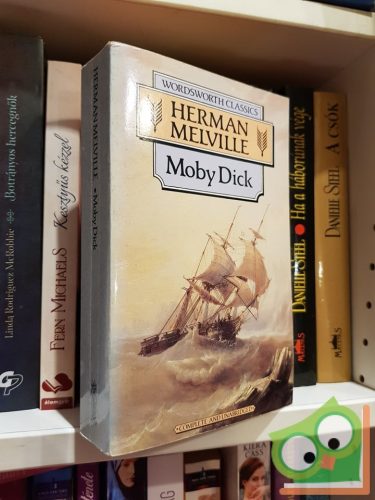 Linda Rodriguez McRobbie
Botrányos hercegnők
FERN MICHAELS
Kesztyűs kézzel
HERMAN MELVILLE • Moby Dick
WORDSWORTH CLASSICS
HERMAN
MELVILLE
Moby Dick
•COMPLETE AND UNABRIDGED•
DANIELLE STEEL • Ha a háborúnak vége
DANIELLE STEEL • A CSÓK
KIERA
CASS